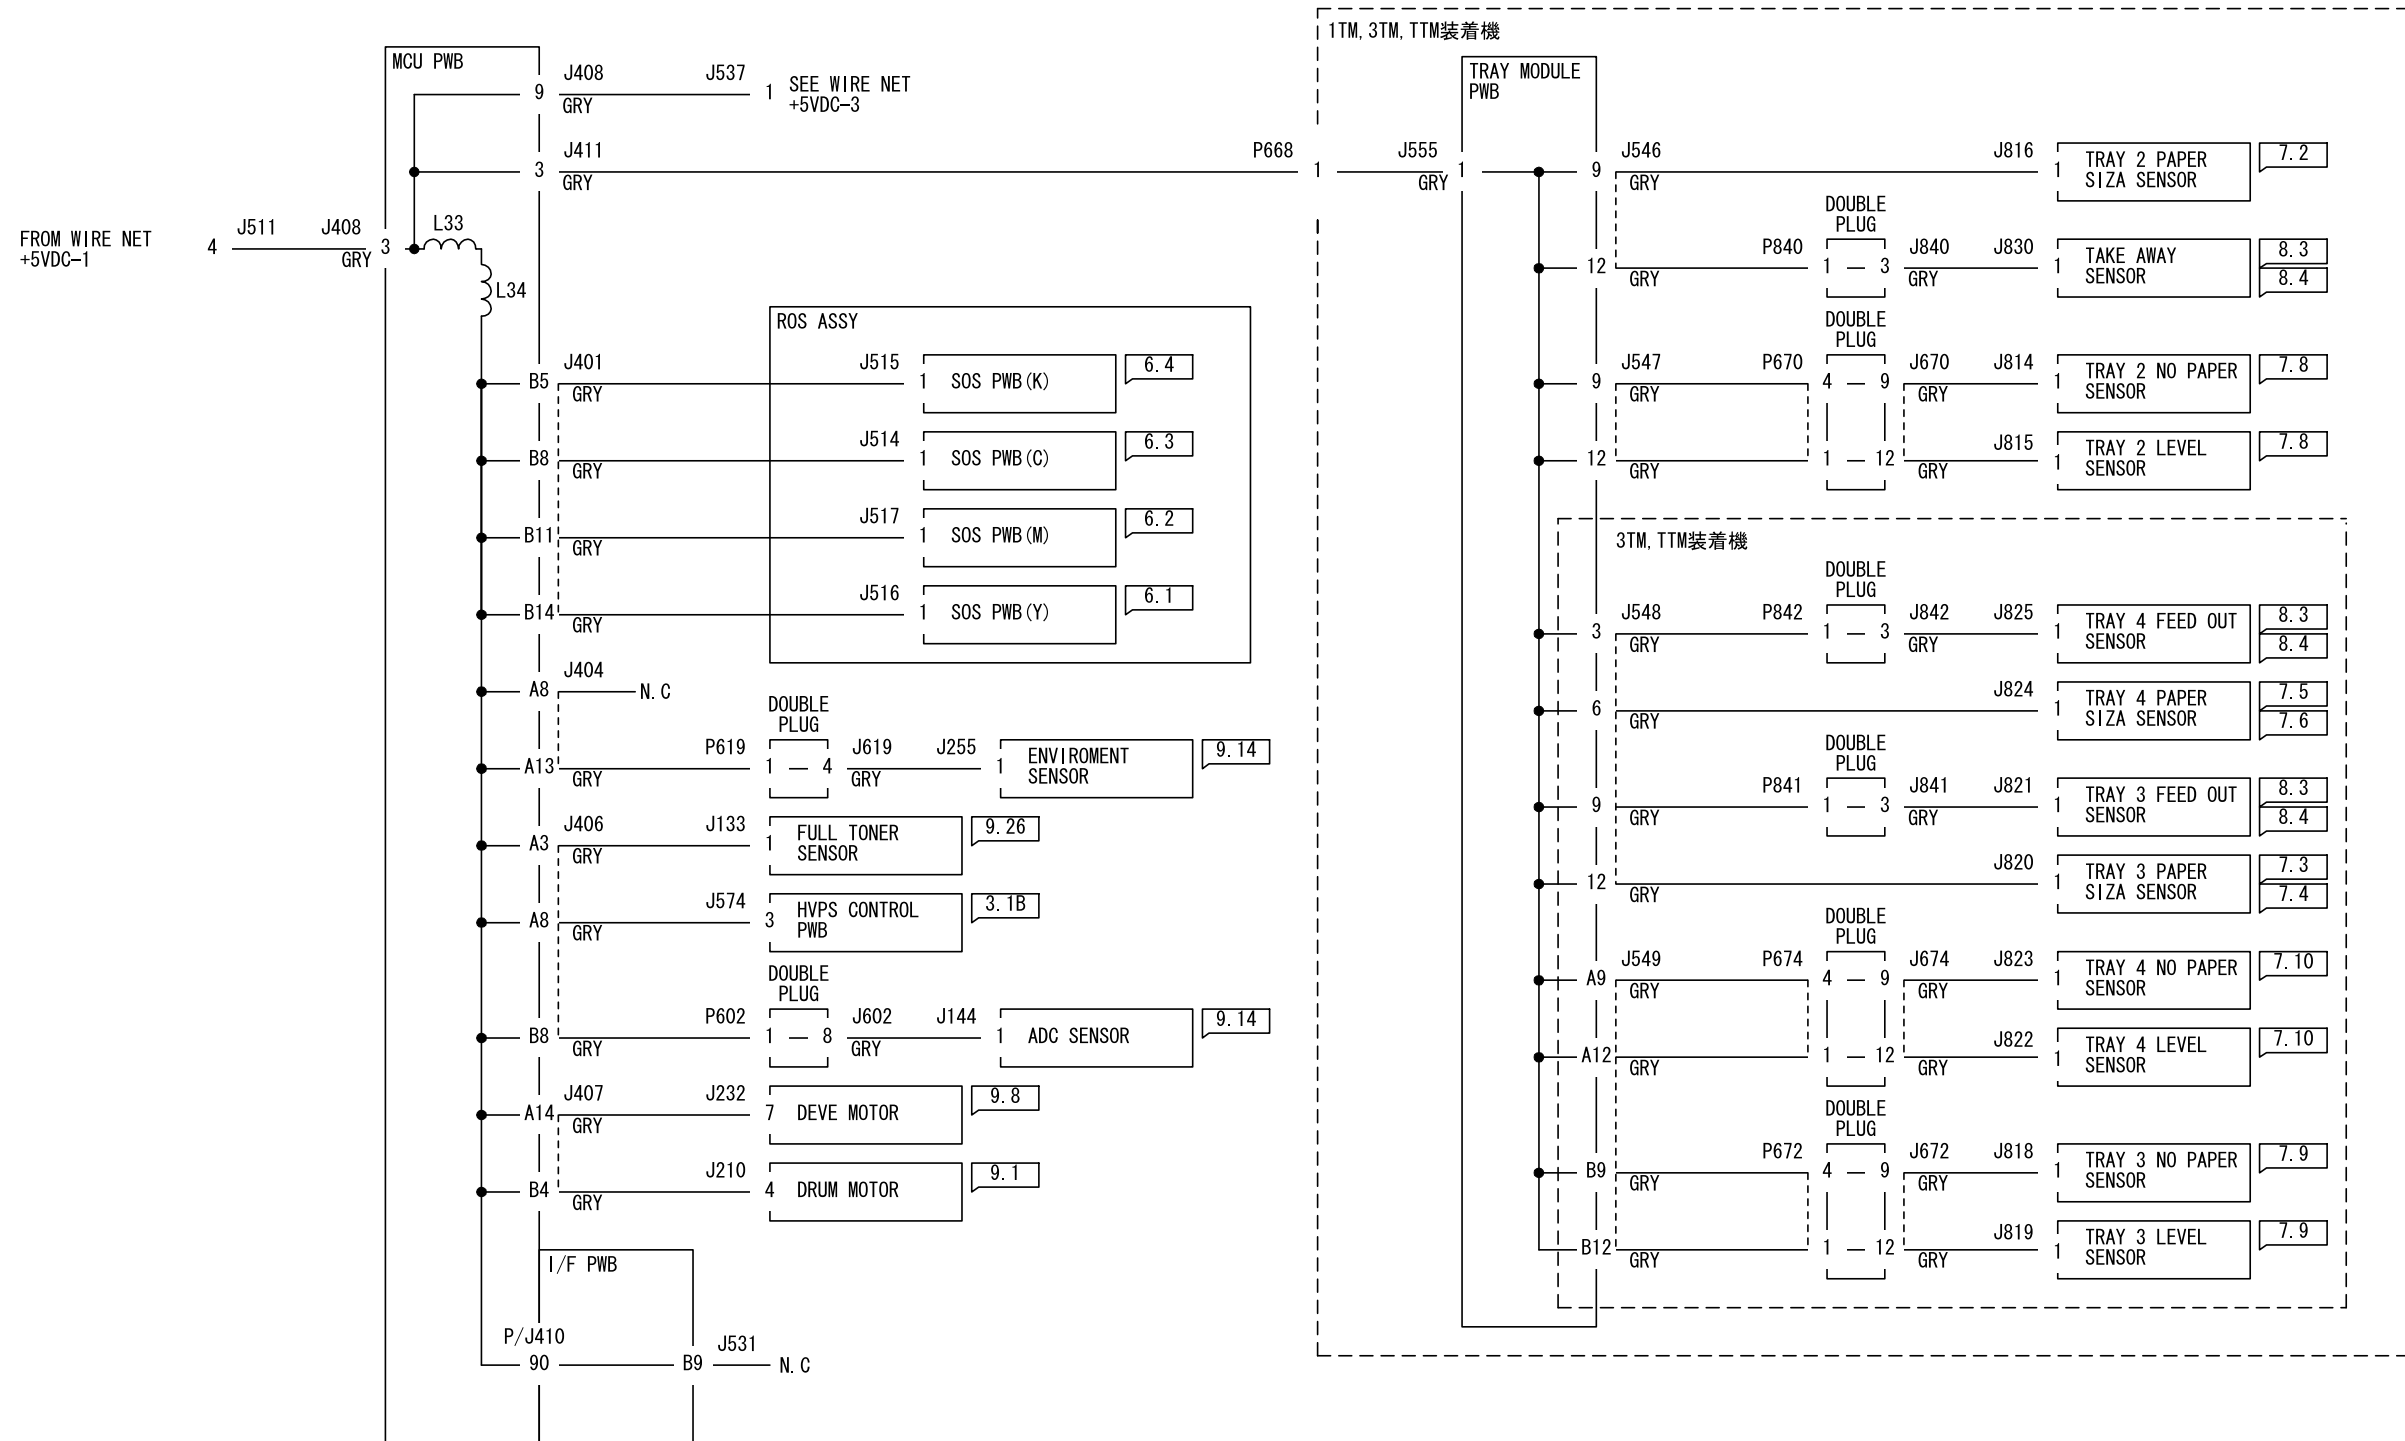 1TM,3TM,TTM装着機
MCU PWB
J408
J537
9
GRY
1
SEE WIRE NET
+5VDC-3
TRAY MODULE
PWB
J411
3
GRY
P668
1
J555
GRY
1
J546
9
GRY
J816
1
TRAY 2 PAPER
SIZA SENSOR
7.2
FROM WIRE NET
+5VDC-1
4
J511
J408
GRY
3
L33
L34
DOUBLE
PLUG
12
GRY
P840
1 — 3
J840
GRY
J830
1
TAKE AWAY
SENSOR
8.3
8.4
ROS ASSY
J401
B5
GRY
J515
1
SOS PWB(K)
6.4
B8
GRY
J514
1
SOS PWB(C)
6.3
B11
GRY
J517
1
SOS PWB(M)
6.2
B14
GRY
J516
1
SOS PWB(Y)
6.1
J404
A8
N.C
DOUBLE
PLUG
A13
GRY
P619
1 — 4
J619
GRY
J255
1
ENVIROMENT
SENSOR
9.14
J406
A3
GRY
J133
1
FULL TONER
SENSOR
9.26
A8
GRY
J574
3
HVPS CONTROL
PWB
3.1B
DOUBLE
PLUG
B8
GRY
P602
1 — 8
J602
GRY
J144
1
ADC SENSOR
9.14
J407
A14
GRY
J232
7
DEVE MOTOR
9.8
B4
GRY
J210
4
DRUM MOTOR
9.1
I/F PWB
P/J410
90
B9
J531
N.C
DOUBLE
PLUG
J547
9
GRY
P670
4 — 9
J670
GRY
J814
1
TRAY 2 NO PAPER
SENSOR
7.8
12
GRY
1 — 12
GRY
J815
1
TRAY 2 LEVEL
SENSOR
7.8
3TM,TTM装着機
DOUBLE
PLUG
J548
3
GRY
P842
1 — 3
J842
GRY
J825
1
TRAY 4 FEED OUT
SENSOR
8.3
8.4
6
GRY
J824
1
TRAY 4 PAPER
SIZA SENSOR
7.5
7.6
DOUBLE
PLUG
9
GRY
P841
1 — 3
J841
GRY
J821
1
TRAY 3 FEED OUT
SENSOR
8.3
8.4
12
GRY
J820
1
TRAY 3 PAPER
SIZA SENSOR
7.3
7.4
DOUBLE
PLUG
J549
A9
GRY
P674
4 — 9
J674
GRY
J823
1
TRAY 4 NO PAPER
SENSOR
7.10
A12
GRY
1 — 12
GRY
J822
1
TRAY 4 LEVEL
SENSOR
7.10
DOUBLE
PLUG
B9
GRY
P672
4 — 9
J672
GRY
J818
1
TRAY 3 NO PAPER
SENSOR
7.9
B12
GRY
1 — 12
GRY
J819
1
TRAY 3 LEVEL
SENSOR
7.9